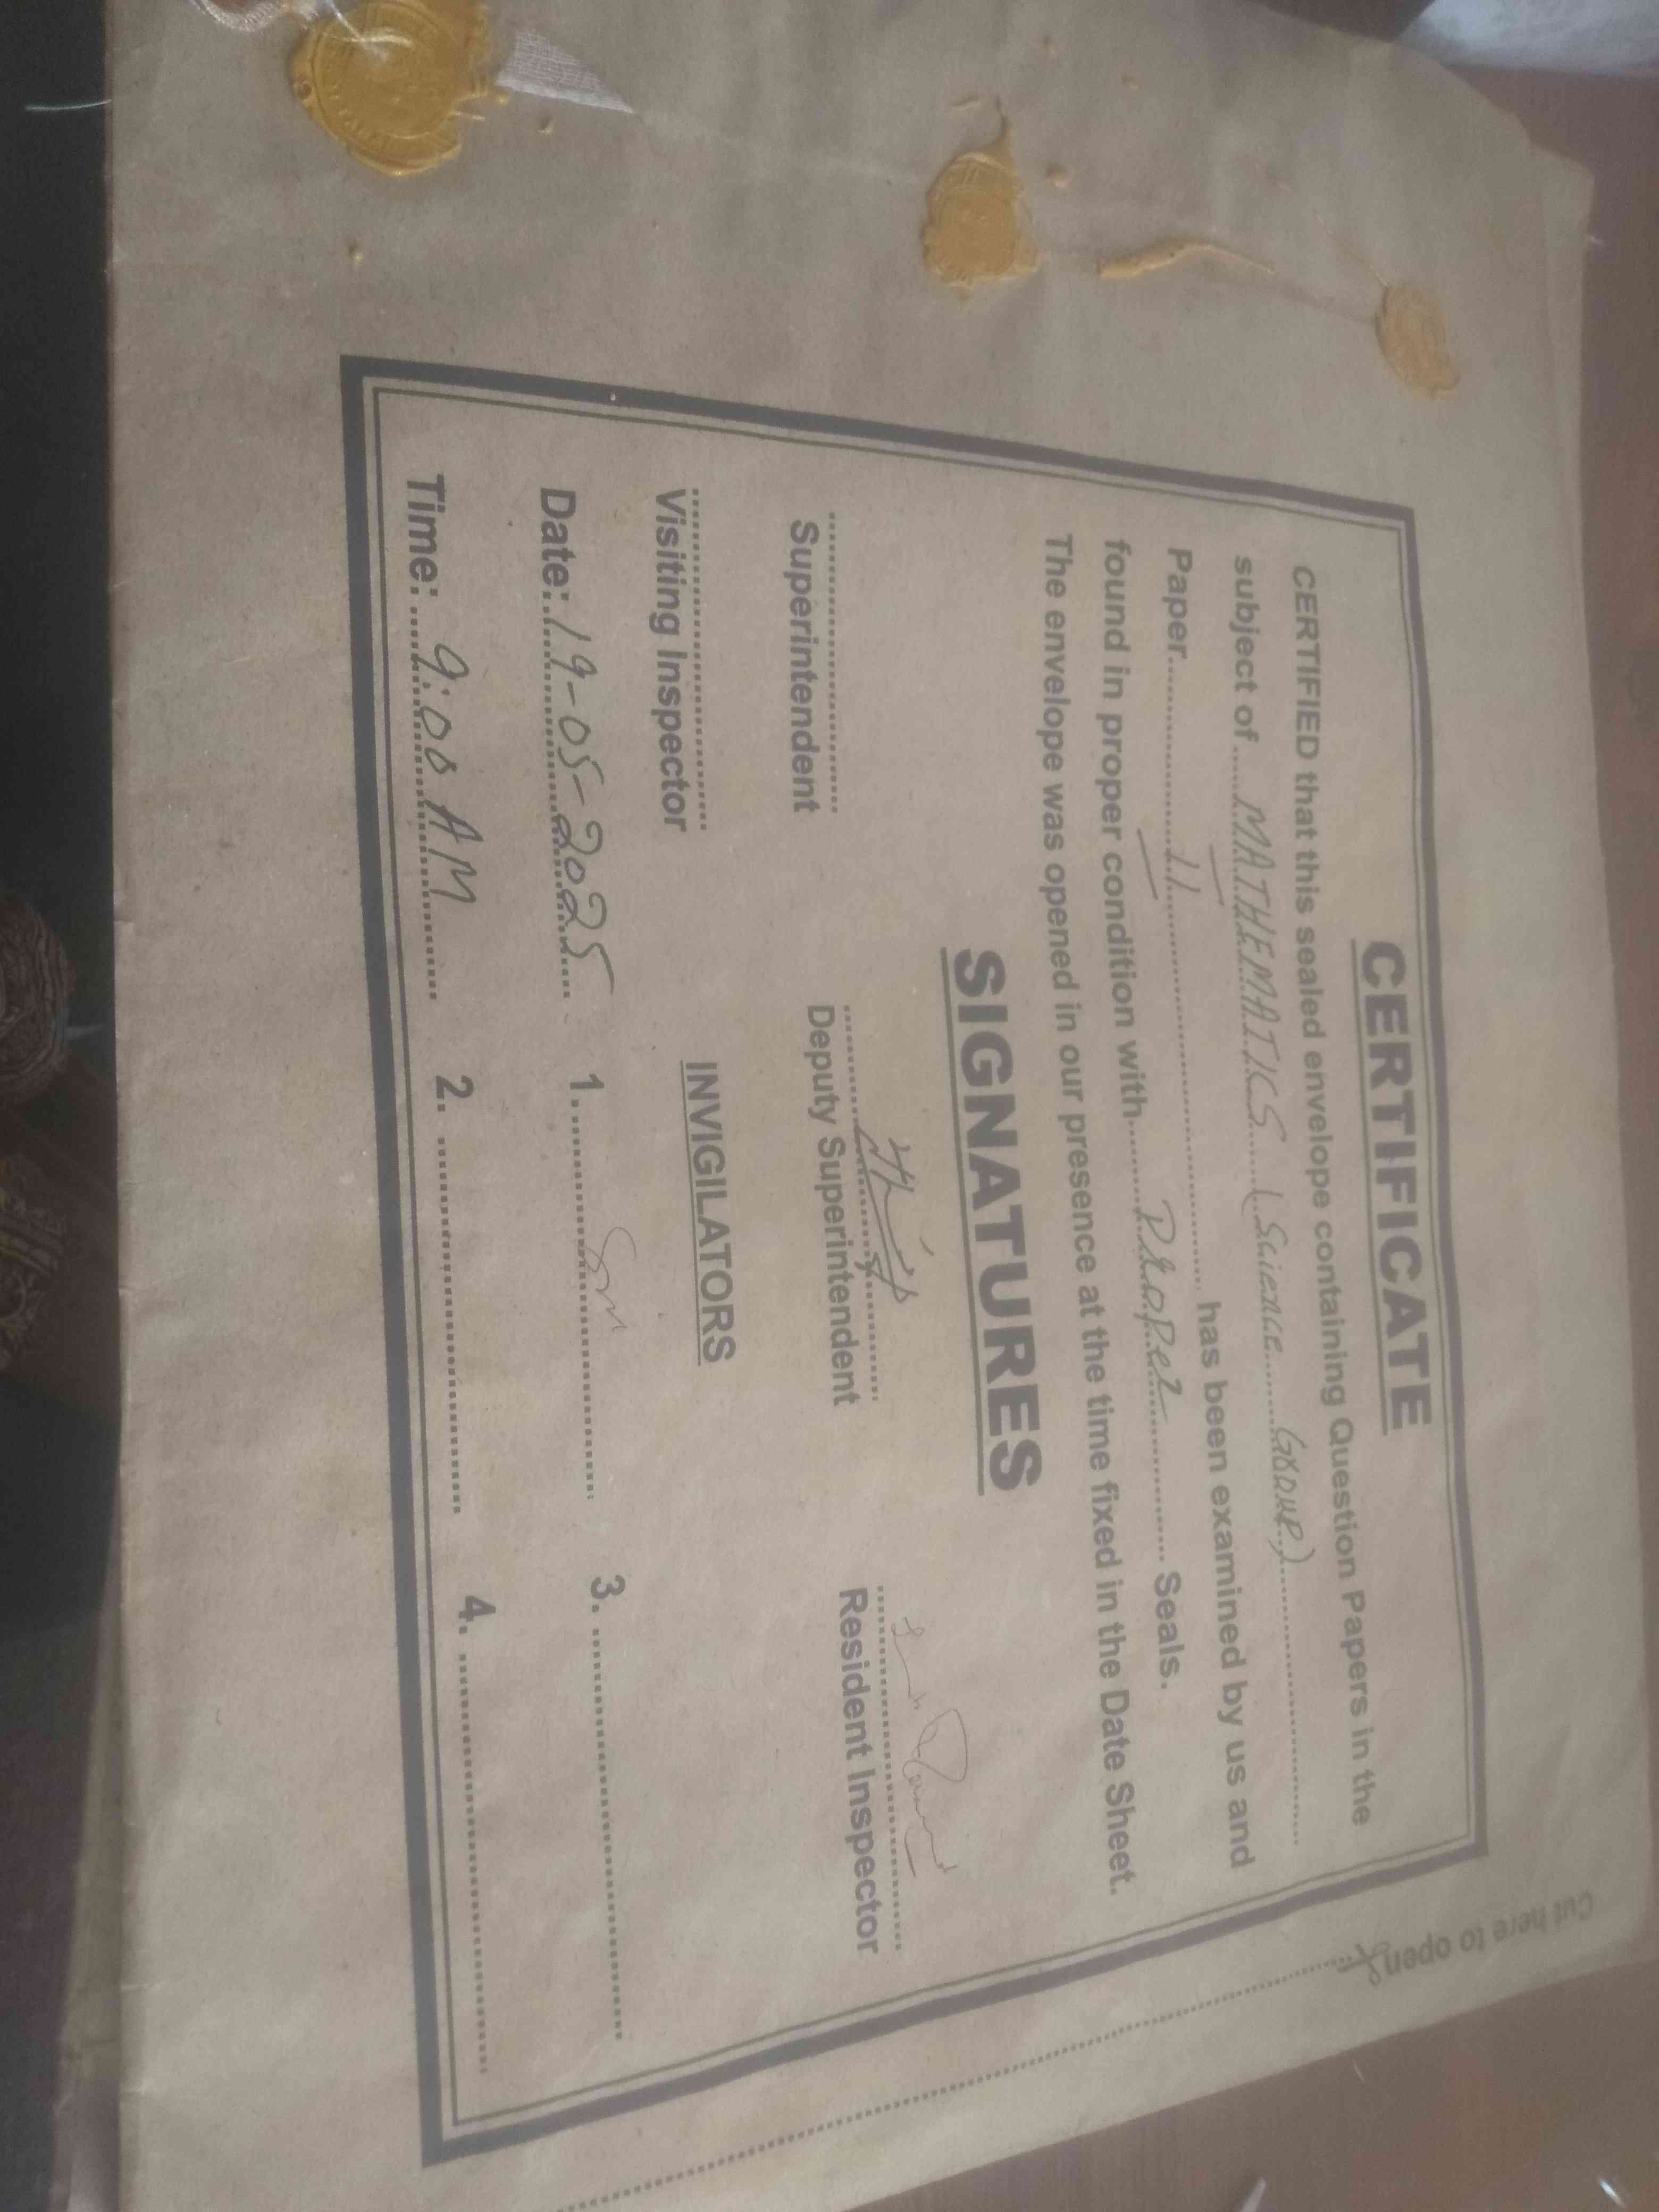 CERTIFICATE
CERTIFIED that this sealed envelope containing Question Papers in the
subject of ....MATHEMATICS....(Science....Group)....
Paper....11.... has been examined by us and
found in proper condition with....Proper.... Seals.
The envelope was opened in our presence at the time fixed in the Date Sheet.
SIGNATURES
Superintendent Deputy Superintendent Resident Inspector
Visiting Inspector INVIGILATORS
Date:..19-05-2025.... 1............ 3. ............
Time: ...9:00 AM.... 2. ............ 4. ............
Cut here to open